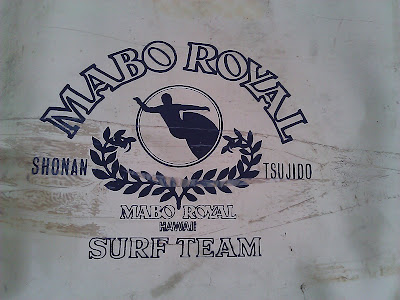 MABO ROYAL
SHONAN TSUJIDO
MABO ROYAL
HAWAII
SURF TEAM